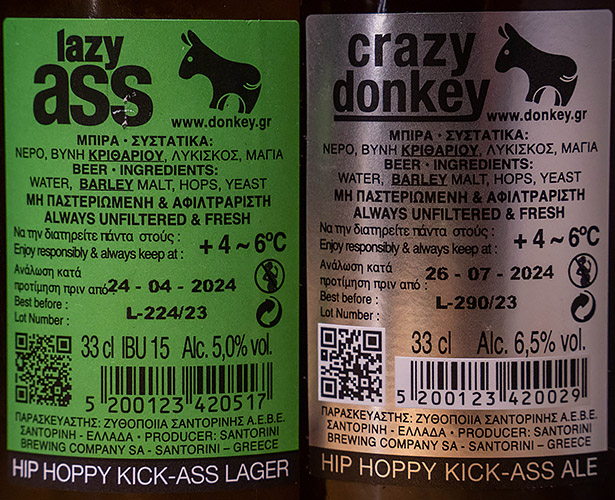 lazy
ass
www.donkey.gr
ΜΠΙΡΑ · ΣΥΣΤΑΤΙΚΑ:
ΝΕΡΟ, ΒΥΝΗ ΚΡΙΘΑΡΙΟΥ, ΛΥΚΙΣΚΟΣ, ΜΑΓΙΑ
BEER · INGREDIENTS:
WATER, BARLEY MALT, HOPS, YEAST
ΜΗ ΠΑΣΤΕΡΙΩΜΕΝΗ & ΑΦΙΛΤΡΑΡΙΣΤΗ
ALWAYS UNFILTERED & FRESH
Να την διατηρείτε πάντα στους :
Enjoy responsibly & always keep at :
+ 4 ~ 6°C
Ανάλωση κατά
προτίμηση πριν από :
24 - 04 - 2024
Best before :
Lot Number :
L-224/23
33 cl IBU 15 Alc. 5,0% vol.
5 200123 420517
ΠΑΡΑΣΚΕΥΑΣΤΗΣ: ΖΥΘΟΠΟΙΙΑ ΣΑΝΤΟΡΙΝΗΣ Α.Ε.Β.Ε.
ΣΑΝΤΟΡΙΝΗ - ΕΛΛΑΔΑ • PRODUCER: SANTORINI
BREWING COMPANY SA - SANTORINI – GREECE
HIP HOPPY KICK-ASS LAGER
crazy
donkey
www.donkey.gr
ΜΠΙΡΑ · ΣΥΣΤΑΤΙΚΑ:
ΝΕΡΟ, ΒΥΝΗ ΚΡΙΘΑΡΙΟΥ, ΛΥΚΙΣΚΟΣ, ΜΑΓΙΑ
BEER · INGREDIENTS:
WATER, BARLEY MALT, HOPS, YEAST
ΜΗ ΠΑΣΤΕΡΙΩΜΕΝΗ & ΑΦΙΛΤΡΑΡΙΣΤΗ
ALWAYS UNFILTERED & FRESH
Να την διατηρείτε πάντα στους :
Enjoy responsibly & always keep at :
+ 4 ~ 6°C
Ανάλωση κατά
προτίμηση πριν από :
26 - 07 - 2024
Best before :
Lot Number :
L-290/23
33 cl Alc. 6,5% vol.
5 200123 420029
ΠΑΡΑΣΚΕΥΑΣΤΗΣ: ΖΥΘΟΠΟΙΙΑ ΣΑΝΤΟΡΙΝΗΣ Α.Ε.Β.Ε.
ΣΑΝΤΟΡΙΝΗ - ΕΛΛΑΔΑ • PRODUCER: SANTORINI
BREWING COMPANY SA - SANTORINI – GREECE
HIP HOPPY KICK-ASS ALE